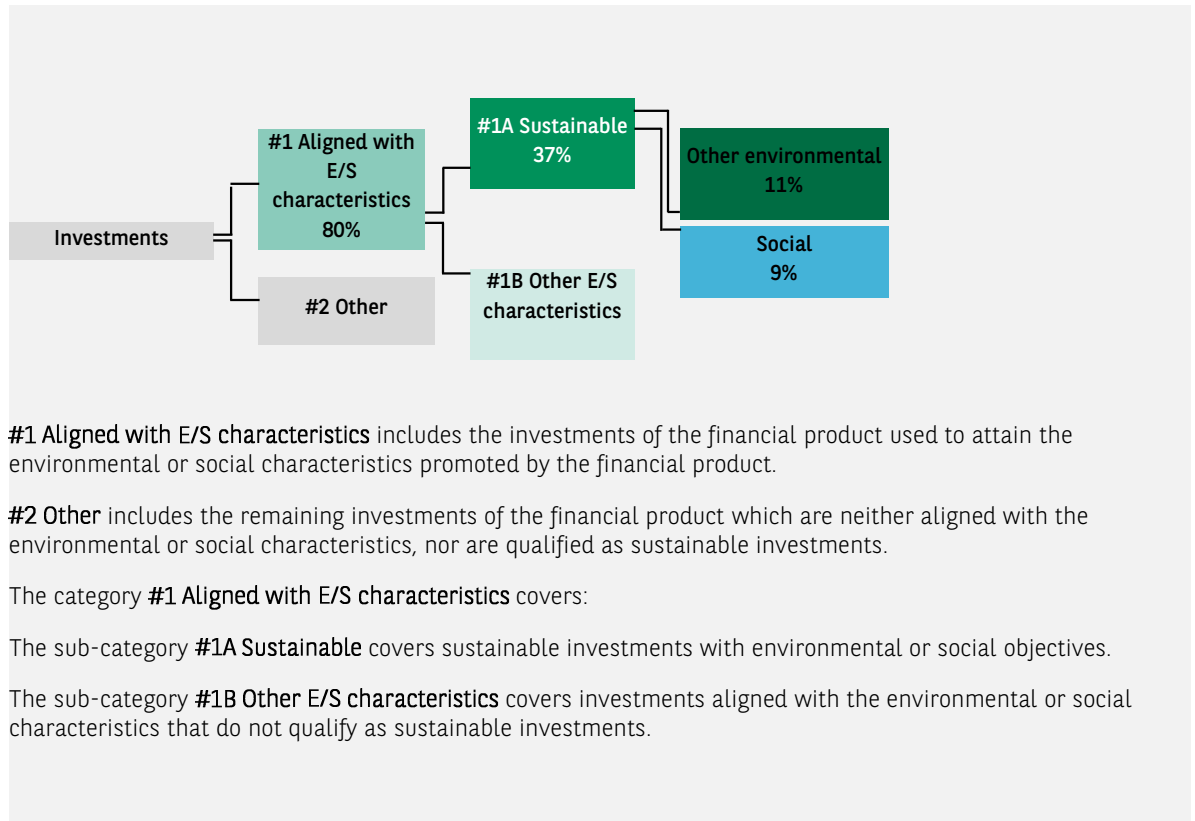 #1A Sustainable
37%
#1 Aligned with
E/S
characteristics
80%
Other environmental
11%
Investments
Social
9%
#1B Other E/S
characteristics
#2 Other
#1 Aligned with E/S characteristics includes the investments of the financial product used to attain the
environmental or social characteristics promoted by the financial product.
#2 Other includes the remaining investments of the financial product which are neither aligned with the
environmental or social characteristics, nor are qualified as sustainable investments.
The category #1 Aligned with E/S characteristics covers:
The sub-category #1A Sustainable covers sustainable investments with environmental or social objectives.
The sub-category #1B Other E/S characteristics covers investments aligned with the environmental or social
characteristics that do not qualify as sustainable investments.